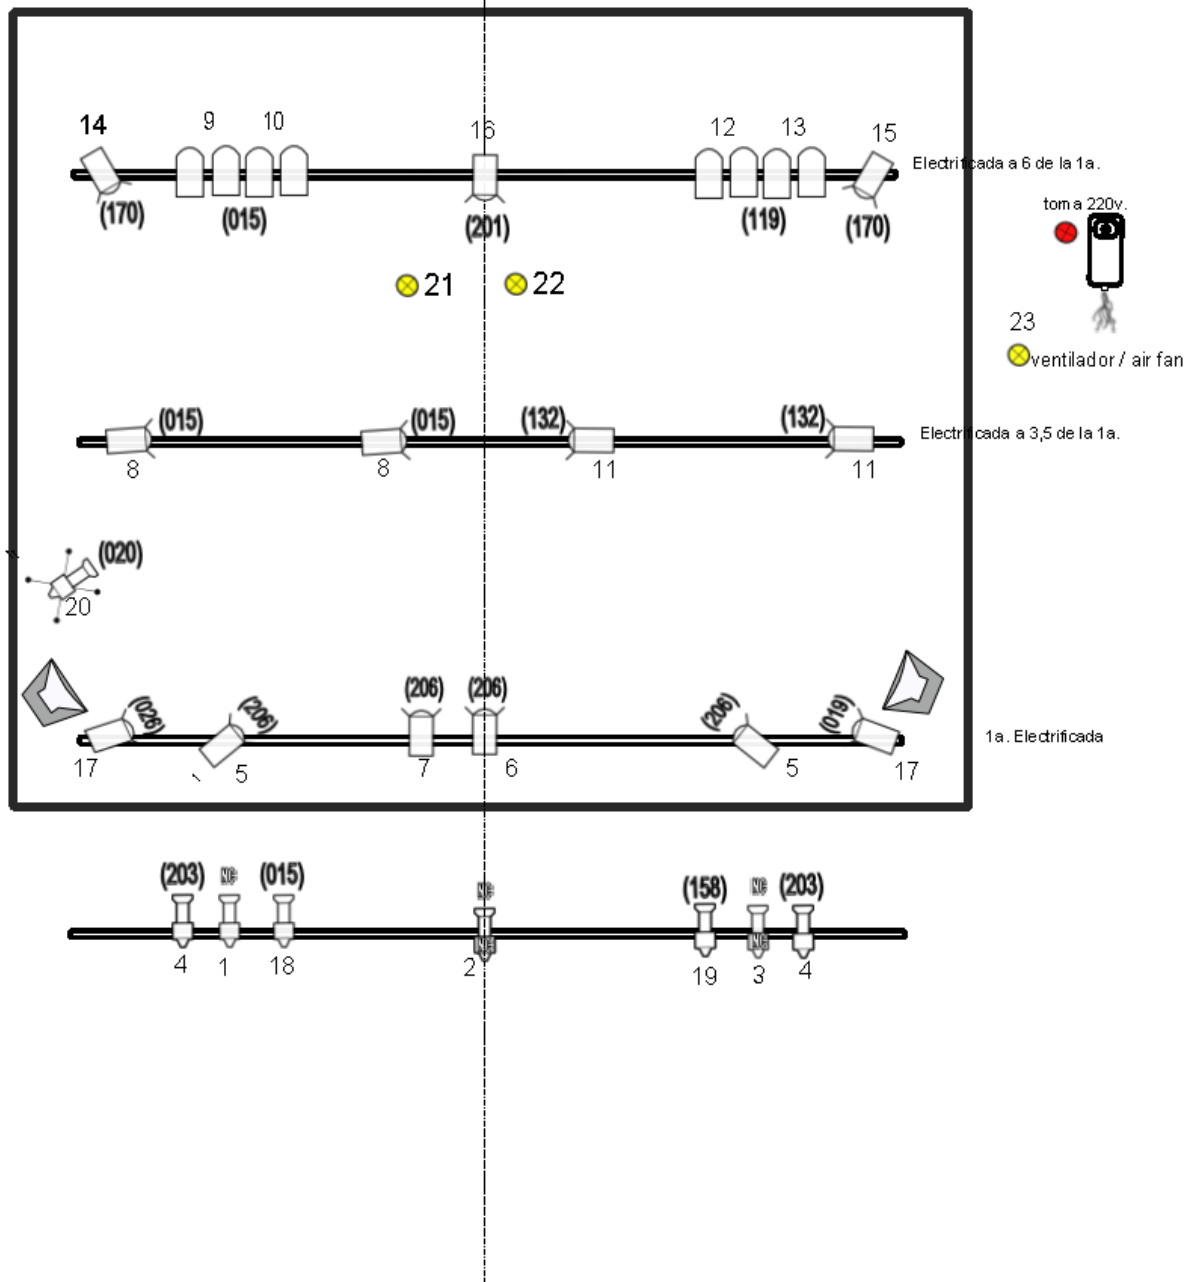 14 9 10 16 12 13 15
Electrificada a 6 de la 1a.
(170) (015) (201) (119) (170)
toma 220v.
21 22
23
ventilador / air fan
(015) (015) (132) (132)
Electrificada a 3,5 de la 1a.
8 8 11 11
(020)
20
(026) (206) (206) (206) (206) (019)
1a. Electrificada
17 5 7 6 5 17
(203) NC (015) NC (158) NC (203)
NC NC
4 1 18 2 19 3 4